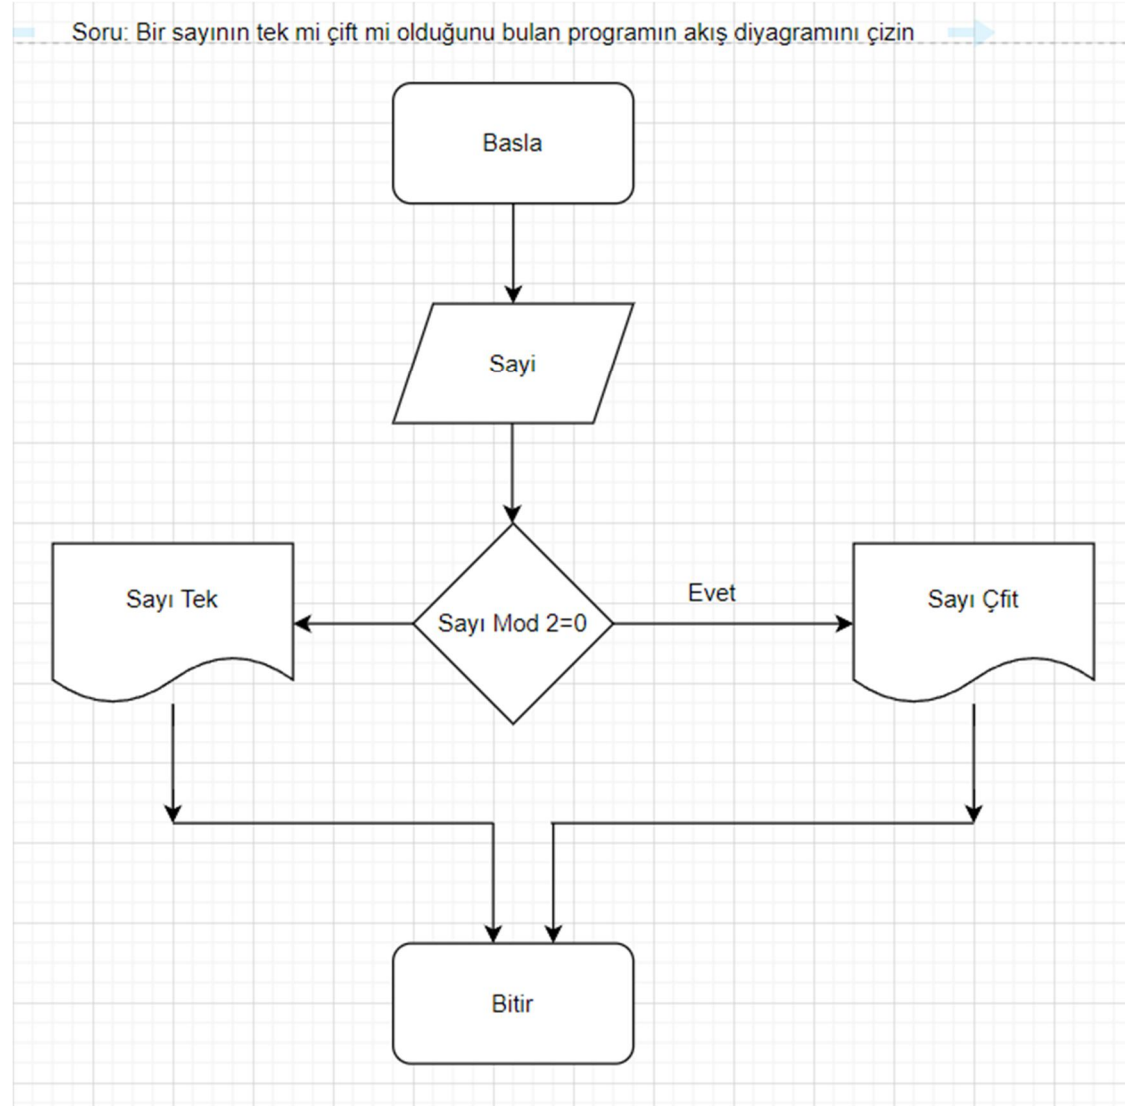 Soru: Bir sayının tek mi çift mi olduğunu bulan programın akış diyagramını çizin
Basla
Sayi
Sayı Tek
Sayı Mod 2=0
Evet
Sayı Çfit
Bitir